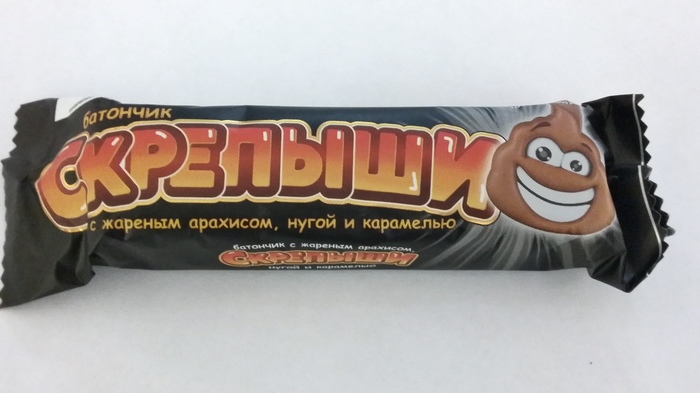 батончик
СКРЕПЫШИ
с жареным арахисом, нугой и карамелью
батончик с жареным арахисом,
СКРЕПЫШИ
нугой и карамелью